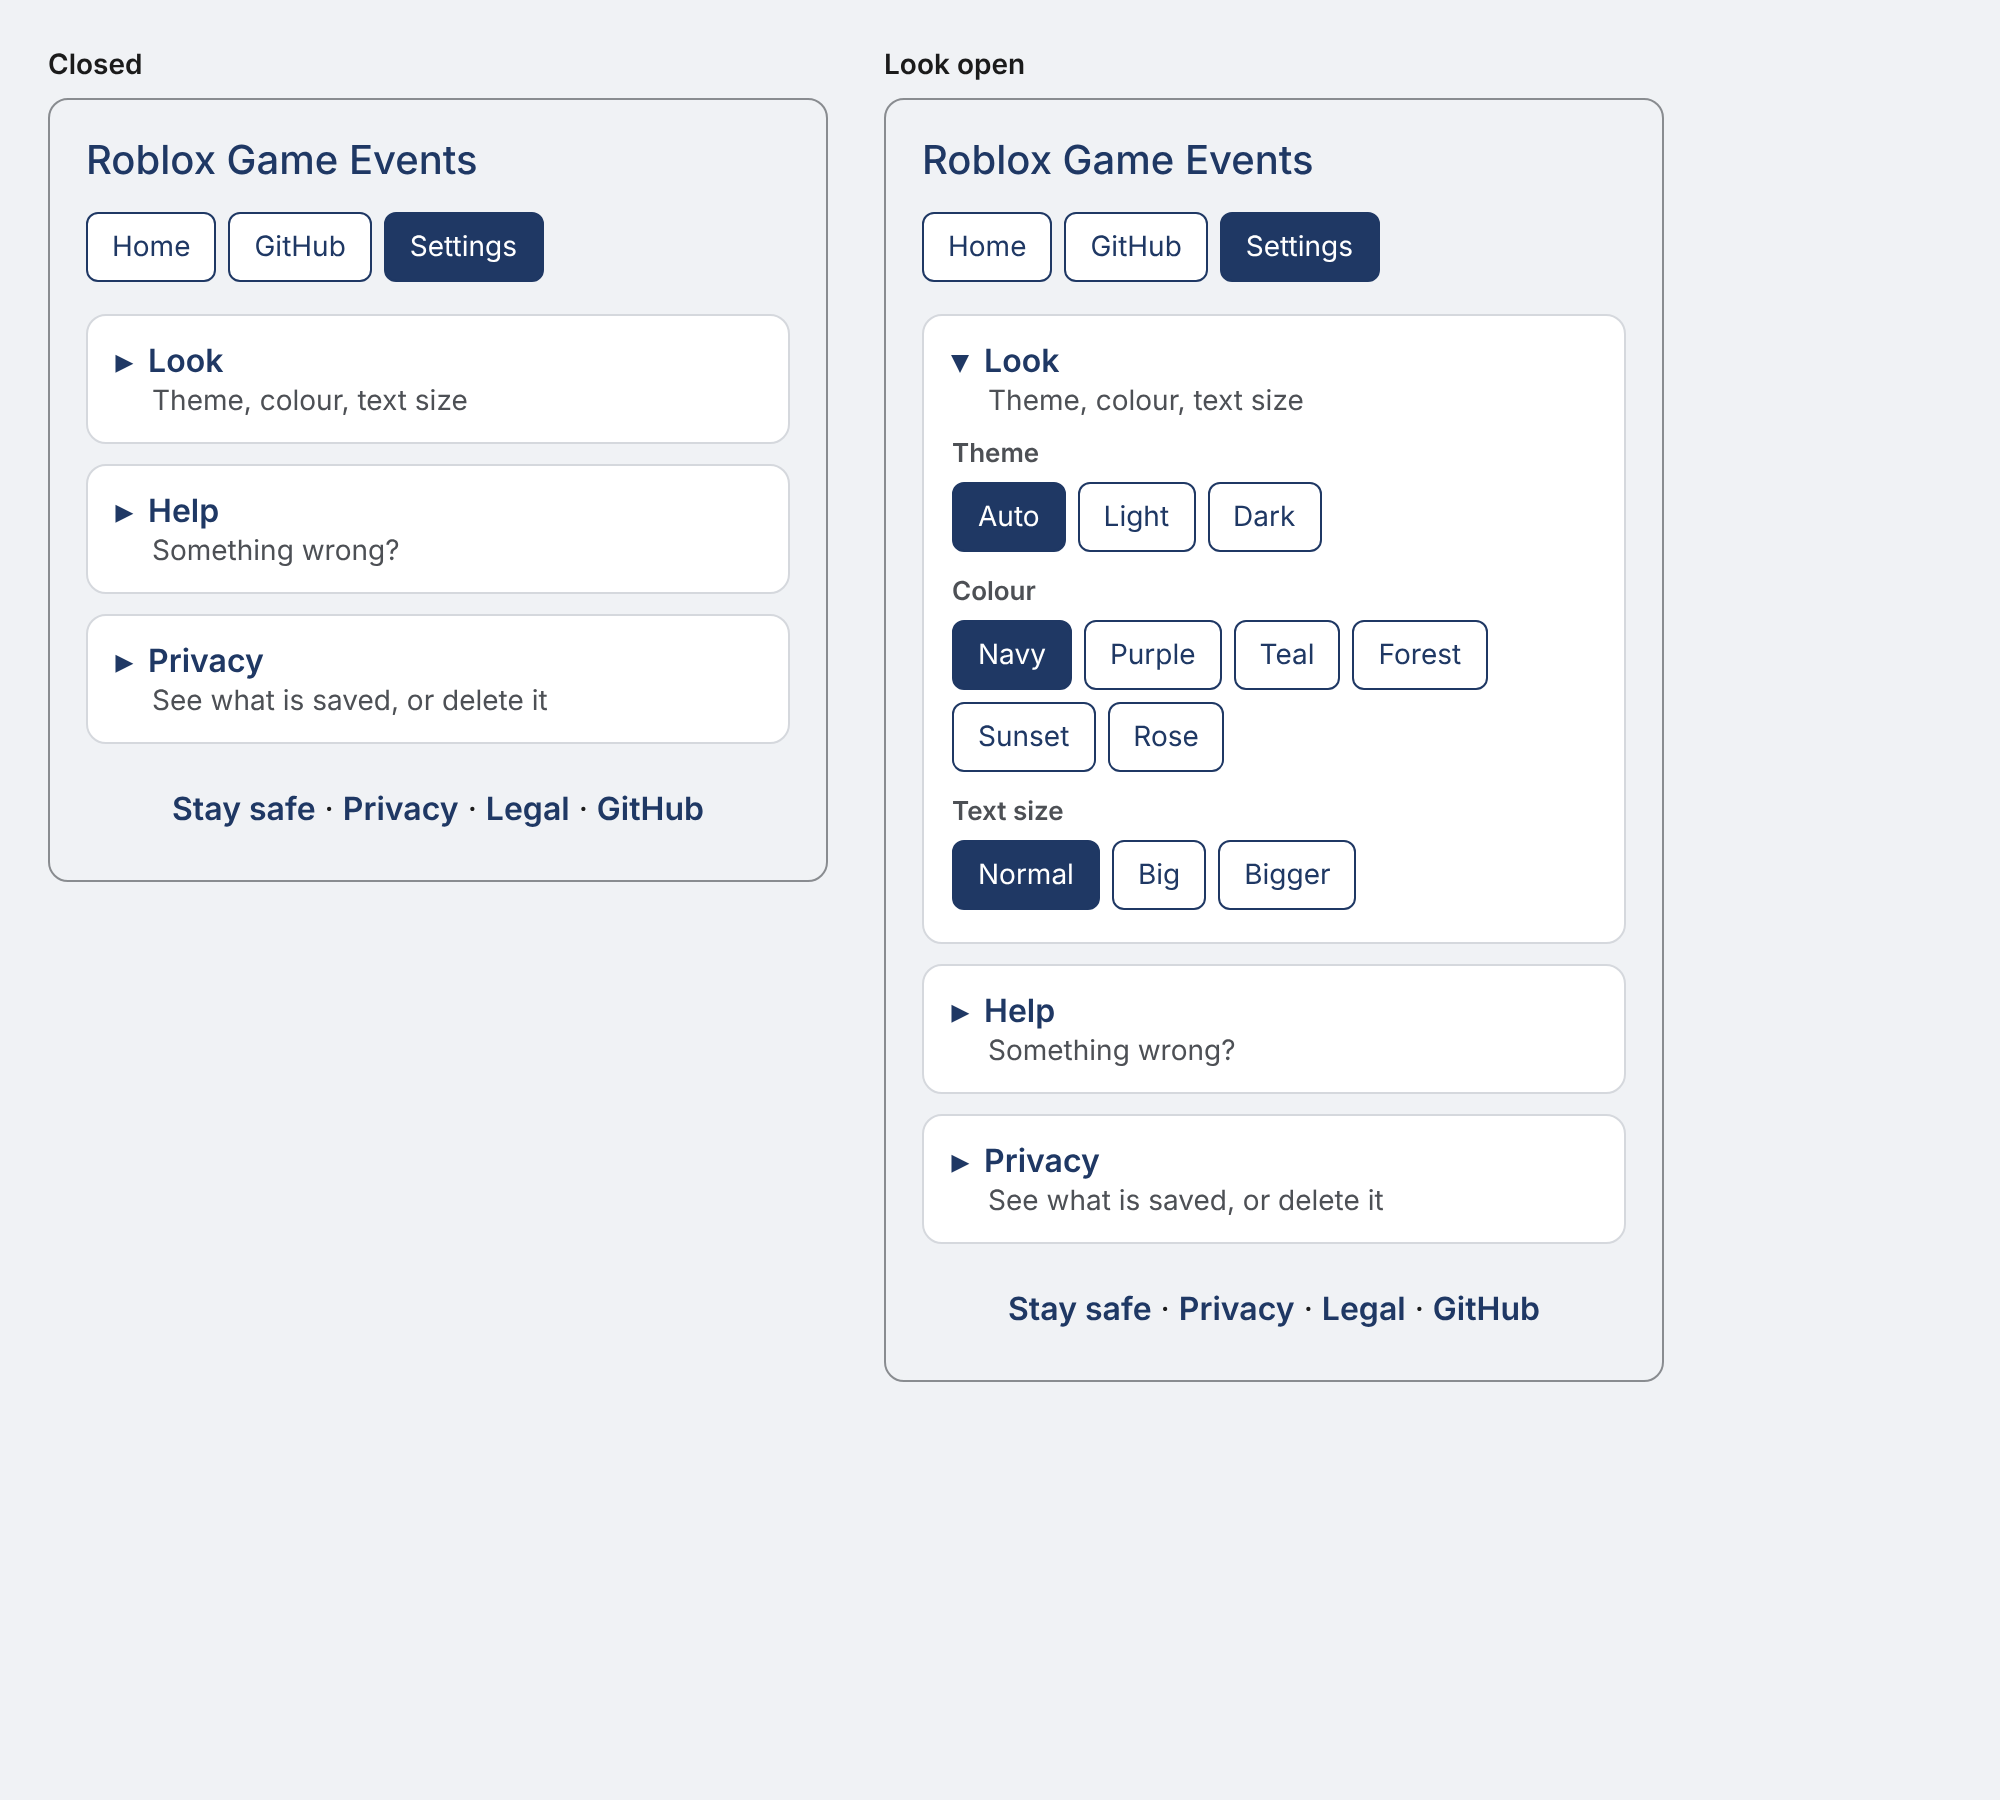 Closed
Roblox Game Events
Home GitHub Settings
Look
Theme, colour, text size
Help
Something wrong?
Privacy
See what is saved, or delete it
Stay safe · Privacy · Legal · GitHub
Look open
Roblox Game Events
Home GitHub Settings
Look
Theme, colour, text size
Theme
Auto Light Dark
Colour
Navy Purple Teal Forest
Sunset Rose
Text size
Normal Big Bigger
Help
Something wrong?
Privacy
See what is saved, or delete it
Stay safe · Privacy · Legal · GitHub